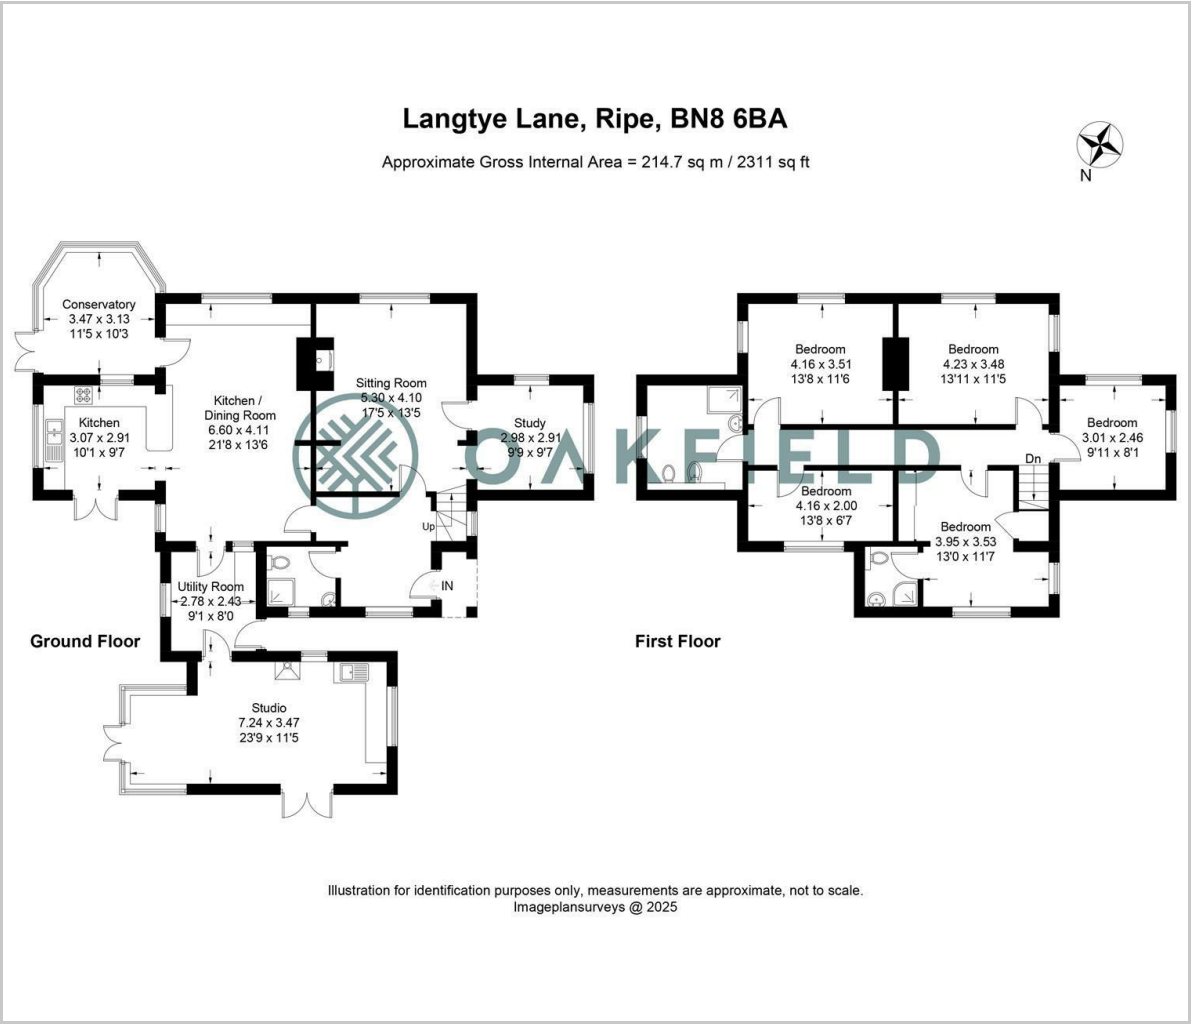 Langtye Lane, Ripe, BN8 6BA
Approximate Gross Internal Area = 214.7 sq m / 2311 sq ft
N
Conservatory
3.47 x 3.13
11'5 x 10'3
Kitchen
3.07 x 2.91
10'1 x 9'7
Kitchen /
Dining Room
6.60 x 4.11
21'8 x 13'6
Sitting Room
5.30 x 4.10
17'5 x 13'5
Study
2.98 x 2.91
9'9 x 9'7
Up
IN
Utility Room
2.78 x 2.43
9'1 x 8'0
Ground Floor
Studio
7.24 x 3.47
23'9 x 11'5
Bedroom
4.16 x 3.51
13'8 x 11'6
Bedroom
4.23 x 3.48
13'11 x 11'5
Bedroom
3.01 x 2.46
9'11 x 8'1
Dn
Bedroom
4.16 x 2.00
13'8 x 6'7
Bedroom
3.95 x 3.53
13'0 x 11'7
First Floor
OAKFIELD
Illustration for identification purposes only, measurements are approximate, not to scale.
Imageplansurveys @ 2025